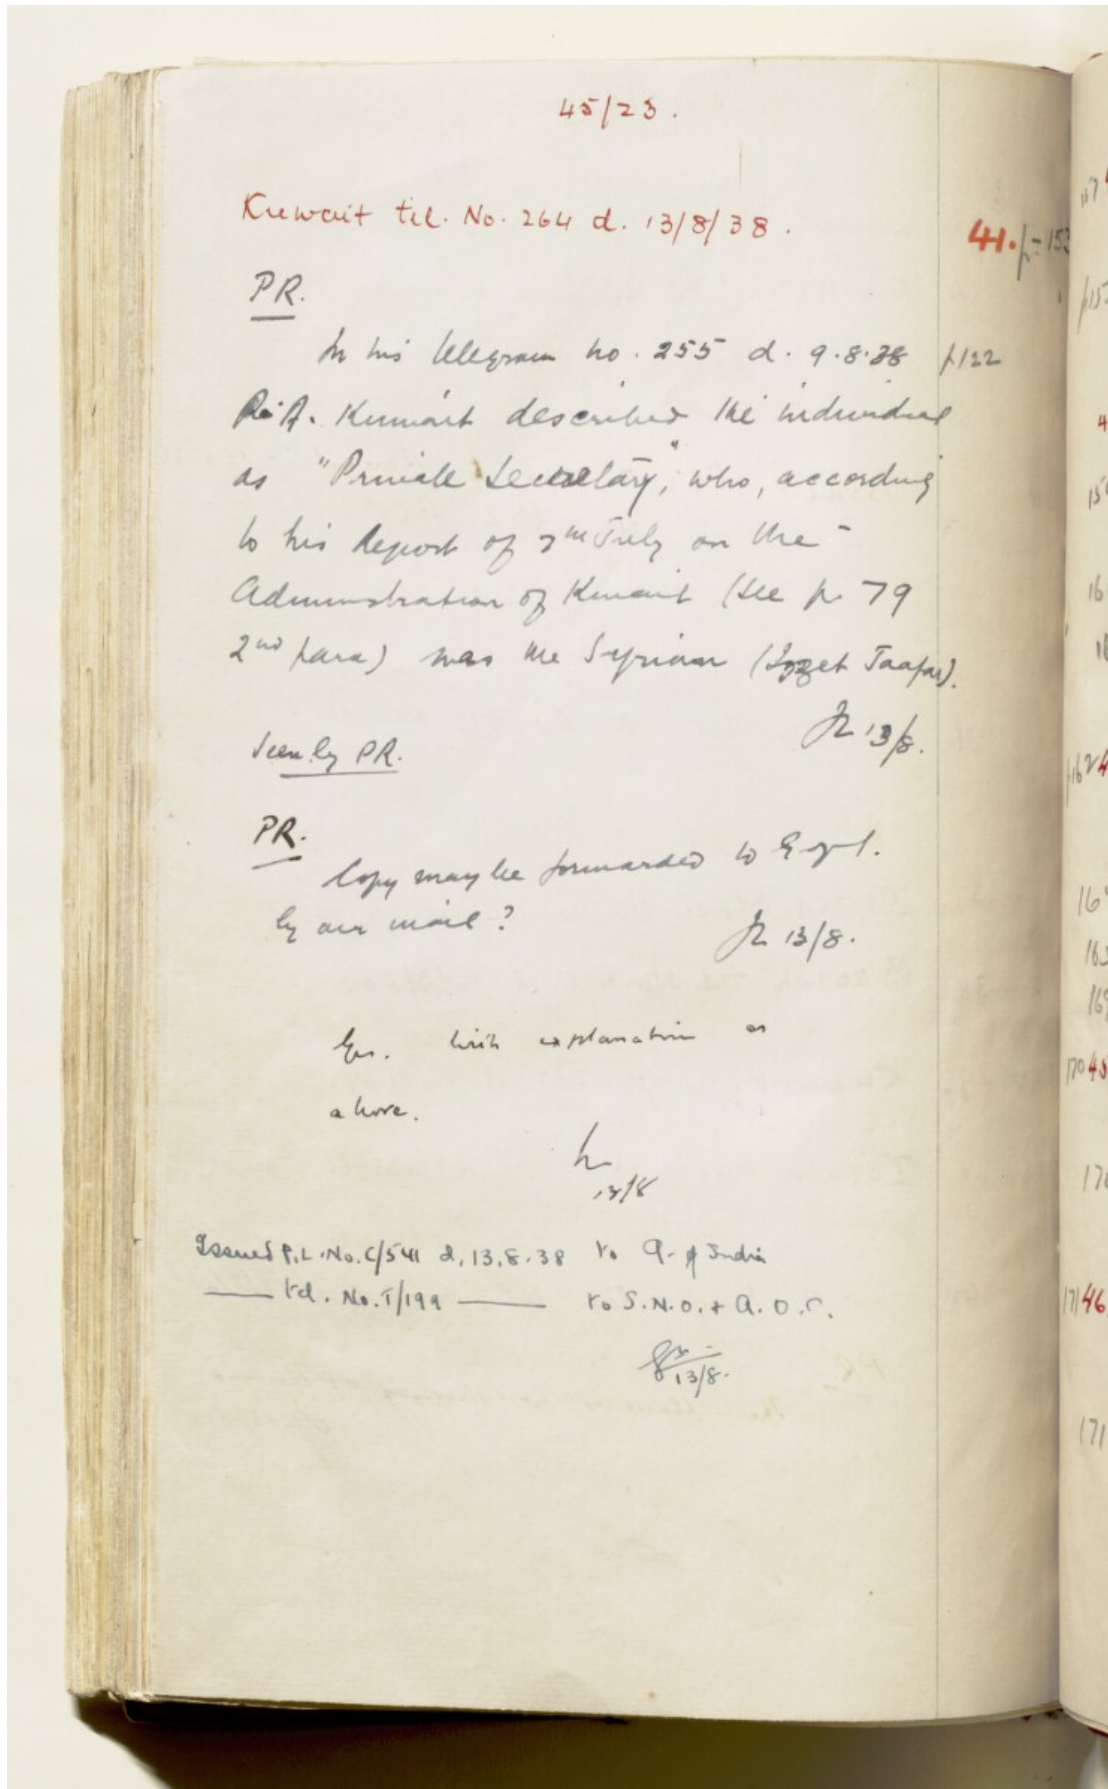 45/23.
Kuwait tel. No. 264 d. 13/8/38.
41. p-153
PR.
In his telegram no. 255 d. 9.8.38 p122
P.A. Kuwait described the individual
as "Private Secretary", who, according
to his Report of 7th July on the
Administration of Kuwait (see p. 79
2nd para) was the Syrian (Izzet Jaafar).
13/8.
Seen by PR.
PR.
Copy may be forwarded to Govt.
by air mail?
13/8.
Yes. with explanation as
above.
13/8
Issued P.L. No. C/541 d. 13.8.38 to G. of India
—— tel. No. T/199 —— to S.N.O. & A.O.C.
13/8.